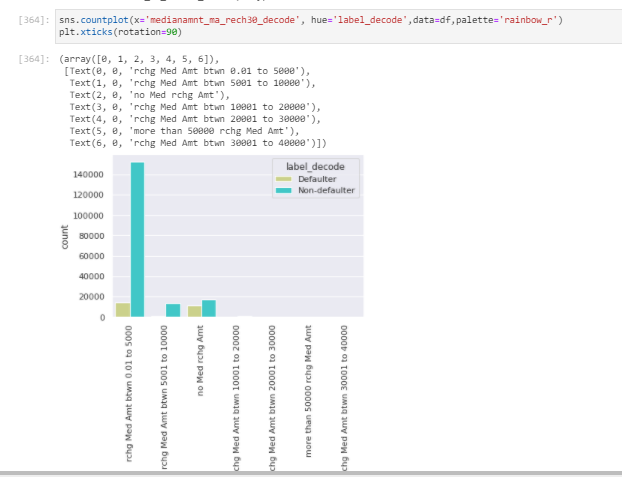 [364]: sns.countplot(x='medianamnt_ma_rech30_decode', hue='label_decode',data=df,palette='rainbow_r')
plt.xticks(rotation=90)
[364]: (array([0, 1, 2, 3, 4, 5, 6]),
[Text(0, 0, 'rchg Med Amt btwn 0.01 to 5000'),
Text(1, 0, 'rchg Med Amt btwn 5001 to 10000'),
Text(2, 0, 'no Med rchg Amt'),
Text(3, 0, 'rchg Med Amt btwn 10001 to 20000'),
Text(4, 0, 'rchg Med Amt btwn 20001 to 30000'),
Text(5, 0, 'more than 50000 rchg Med Amt'),
Text(6, 0, 'rchg Med Amt btwn 30001 to 40000')])
label_decode
Defaulter
Non-defaulter
140000
120000
100000
80000
60000
40000
20000
0
count
rchg Med Amt btwn 0.01 to 5000
rchg Med Amt btwn 5001 to 10000
no Med rchg Amt
chg Med Amt btwn 10001 to 20000
chg Med Amt btwn 20001 to 30000
more than 50000 rchg Med Amt
chg Med Amt btwn 30001 to 40000